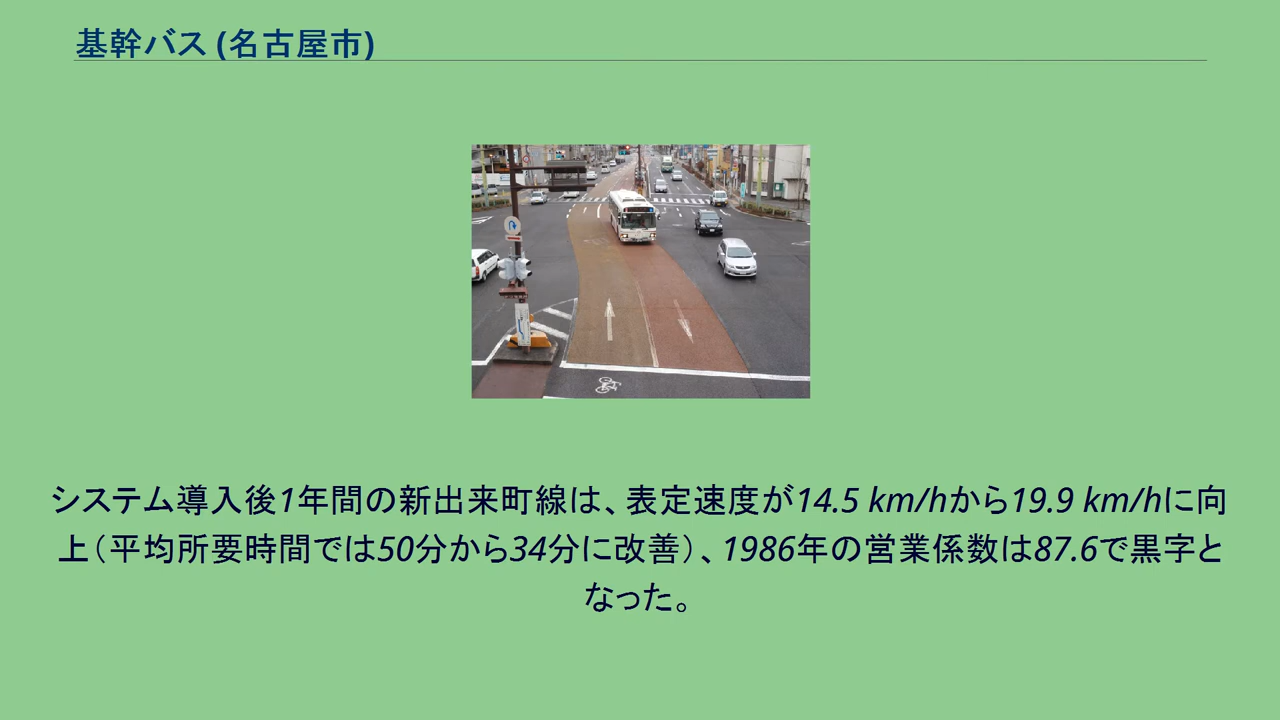 基幹バス (名古屋市)
システム導入後1年間の新出来町線は、表定速度が14.5 km/hから19.9 km/hに向
上（平均所要時間では50分から34分に改善）、1986年の営業係数は87.6で黒字と
なった。